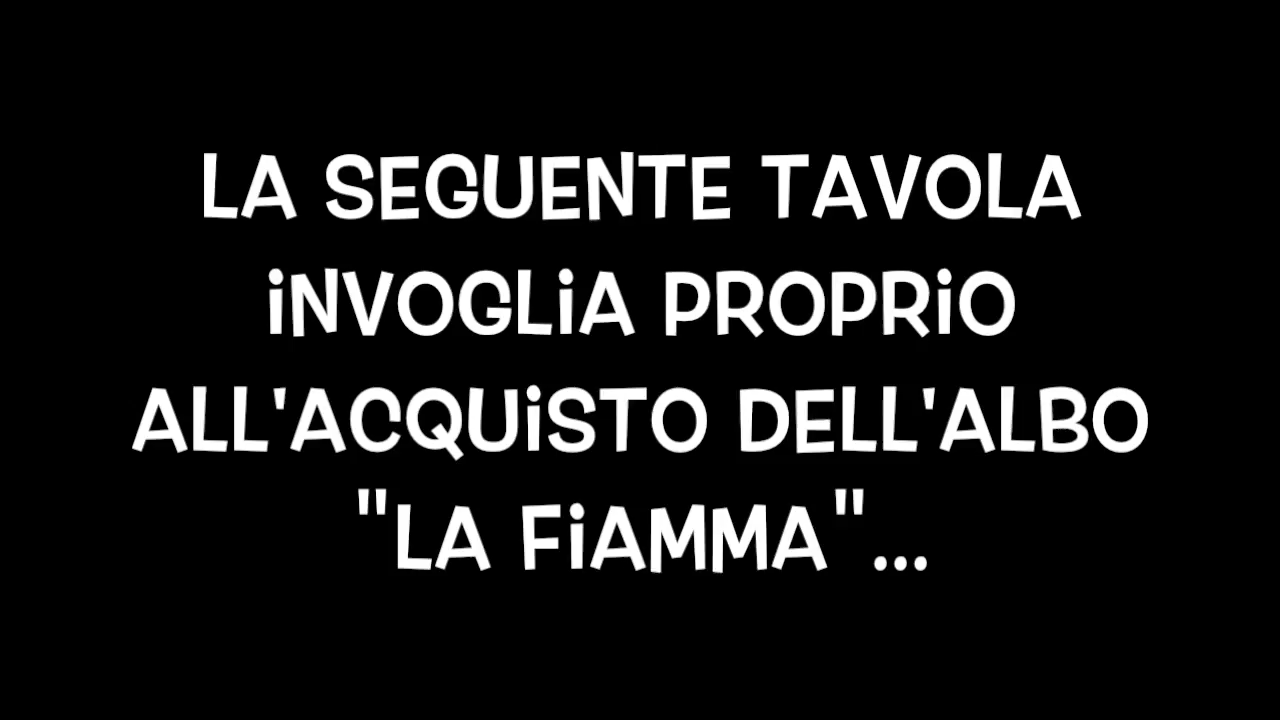 LA SEGUENTE TAVOLA
INVOGLIA PROPRIO
ALL'ACQUISTO DELL'ALBO
"LA FIAMMA"...